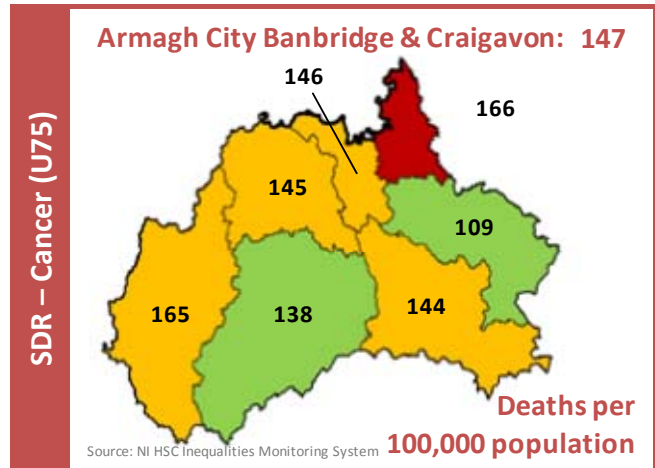 SDR – Cancer (U75)
Armagh City Banbridge & Craigavon: 147
146
166
145
109
165
138
144
Deaths per
100,000 population
Source: NI HSC Inequalities Monitoring System